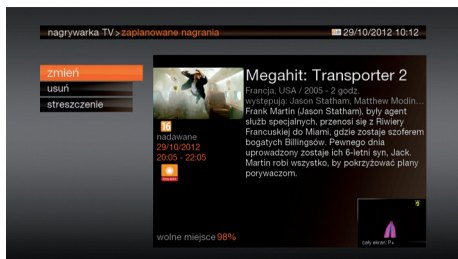 nagrywarka TV>zaplanowane nagrania
29/10/2012 10:12
zmień
usuń
streszczenie
Megahit: Transporter 2
Francja, USA / 2005 - 2 godz.
występują: Jason Statham, Matthew Modin...
Frank Martin (Jason Statham), były agent
służb specjalnych, przenosi się z Riwiery
Francuskiej do Miami, gdzie zostaje szoferem
bogatych Billingsów. Pewnego dnia
uprowadzony zostaje ich 6-letni syn, Jack.
Martin robi wszystko, by pokrzyżować plany
porywaczom.
16
nadawane
29/10/2012
20:05 - 22:05
wolne miejsce 98%
cały ekran: P+